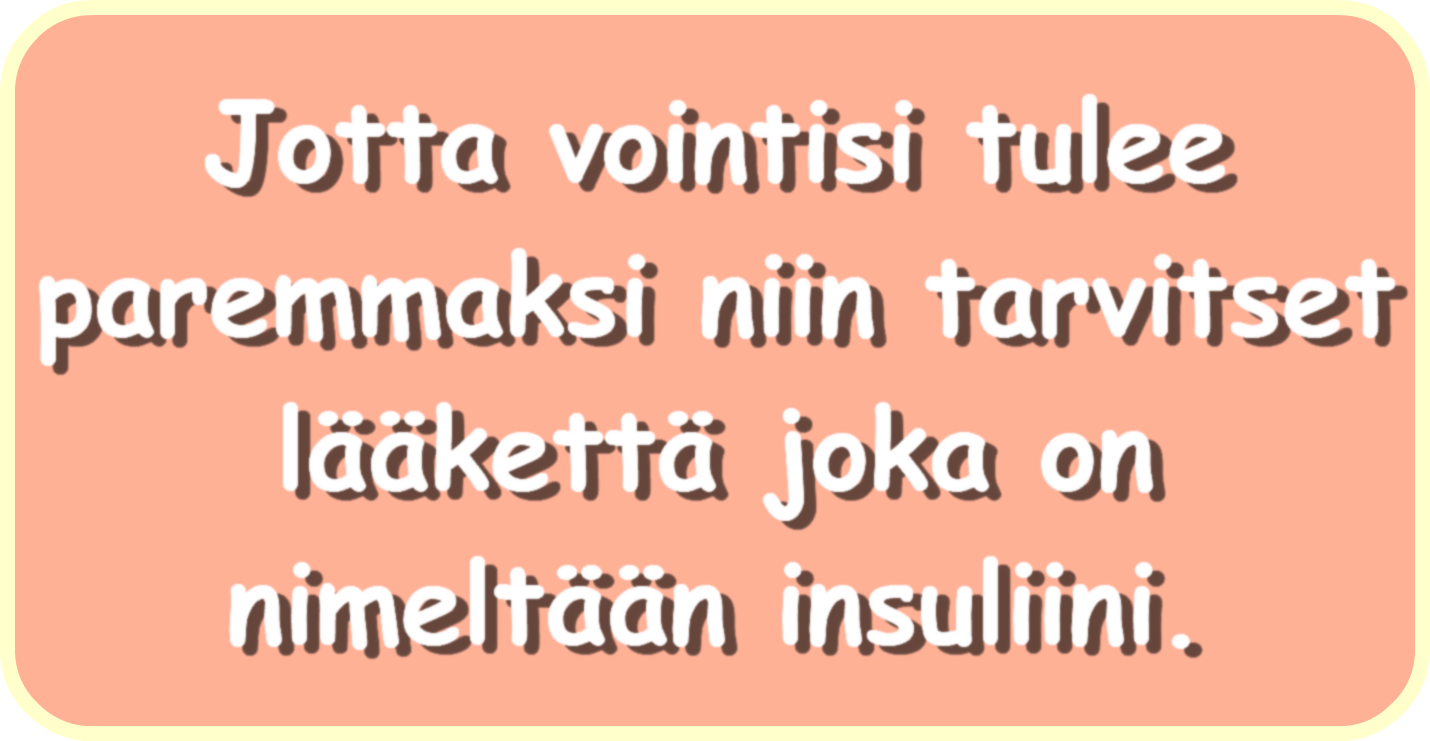 Jotta vointisi tulee
paremmaksi niin tarvitset
lääkettä joka on
nimeltään insuliini.